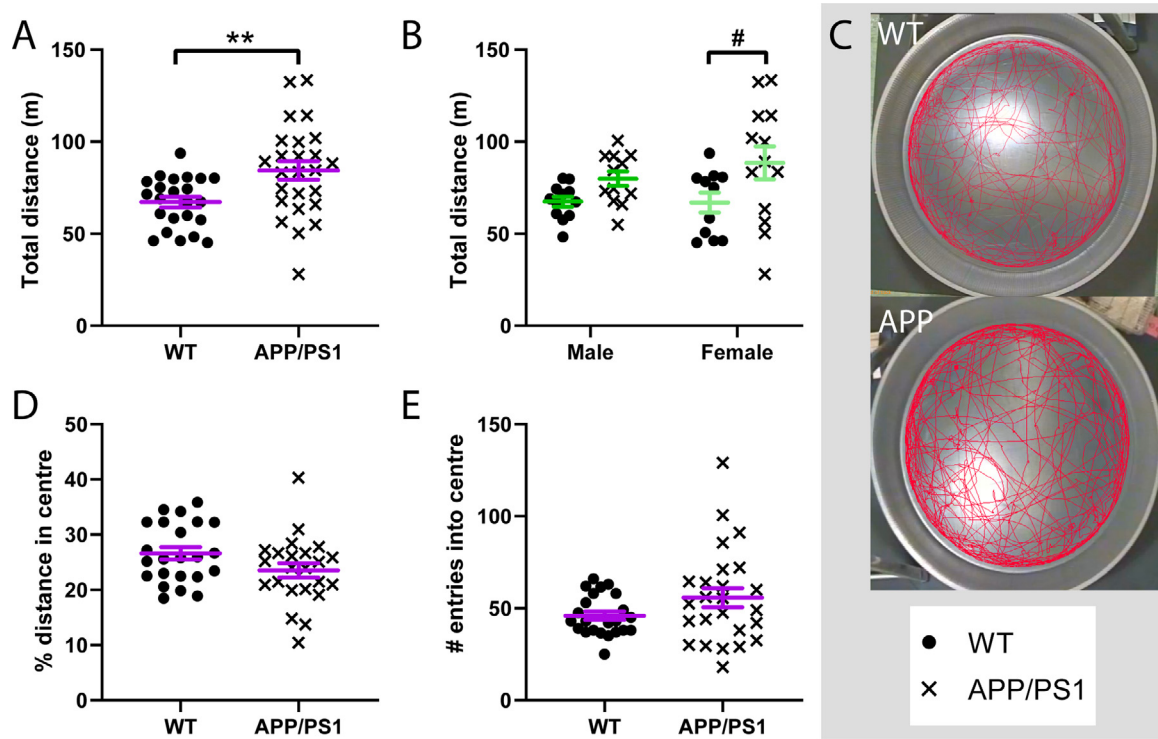 A
Total distance (m)
150
100
50
0
**
WT
APP/PS1
B
Total distance (m)
150
100
50
0
#
Male
Female
C
WT
APP
D
% distance in centre
50
40
30
20
10
0
WT
APP/PS1
E
# entries into centre
150
100
50
0
WT
APP/PS1
WT
APP/PS1